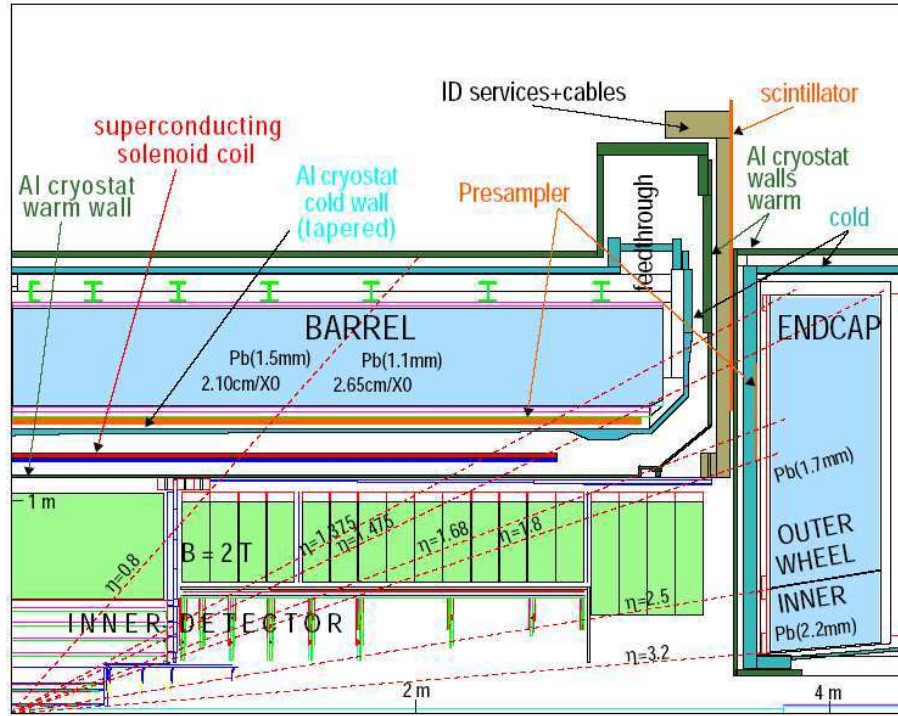 ID services+cables
scintillator
superconducting
solenoid coil
Al cryostat
warm wall
Al cryostat
cold wall
(tapered)
Presampler
feedthrough
Al cryostat
walls
warm
cold
BARREL
Pb(1.5mm)
Pb(1.1mm)
2.10cm/X0
2.65cm/X0
ENDCAP
Pb(1.7mm)
OUTER
WHEEL
INNER
Pb(2.2mm)
1 m
B = 2 T
η=0.8
η=1.375
η=1.475
η=1.68
η=1.8
η=2.5
η=3.2
INNER DETECTOR
2 m
4 m